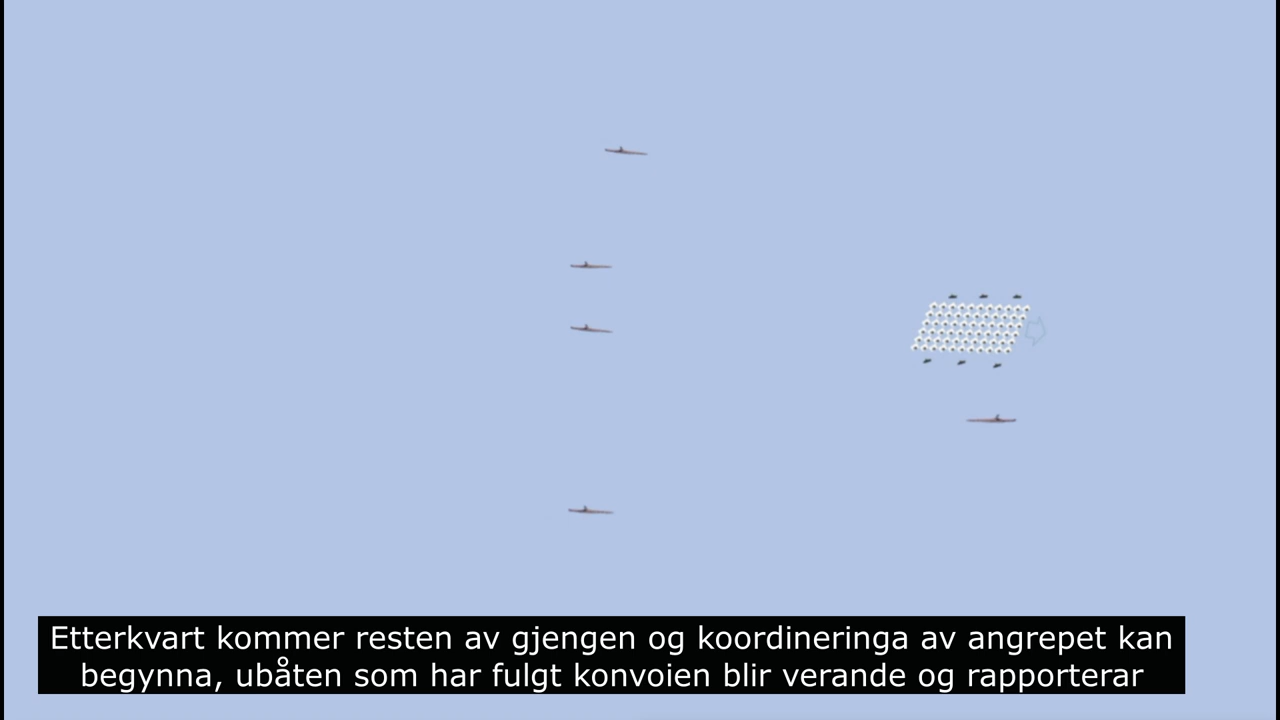 Etterkvart kommer resten av gjengen og koordineringa av angrepet kan
begynna, ubåten som har fulgt konvoien blir verande og rapporterar